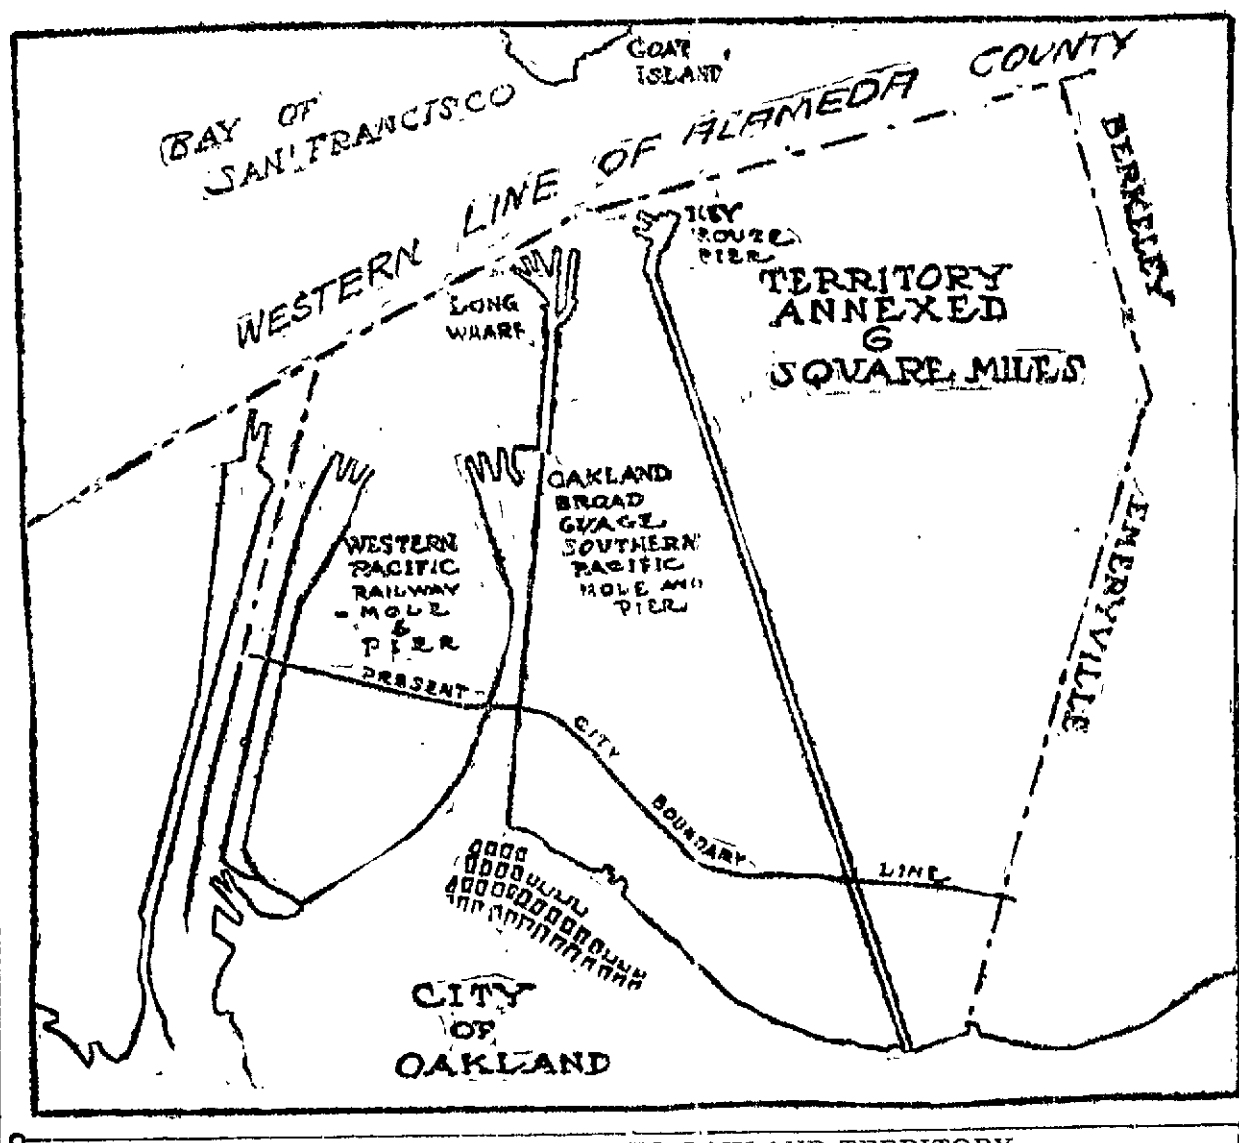 GOAT
ISLAND
BAY OF
SAN FRANCISCO
WESTERN LINE OF ALAMEDA COUNTY
BERKELEY
KEY
ROUTE
PIER
TERRITORY
ANNEXED
6
SQUARE MILES
LONG
WHARF
OAKLAND
BROAD
GUAGE
SOUTHERN
PACIFIC
MOLE AND
PIER
WESTERN
PACIFIC
RAILWAY
MOLE
&
PIER
EMERYVILLE
PRESENT
CITY
BOUNDARY
LINE
CITY
OF
OAKLAND
OAKLAND TERRITORY